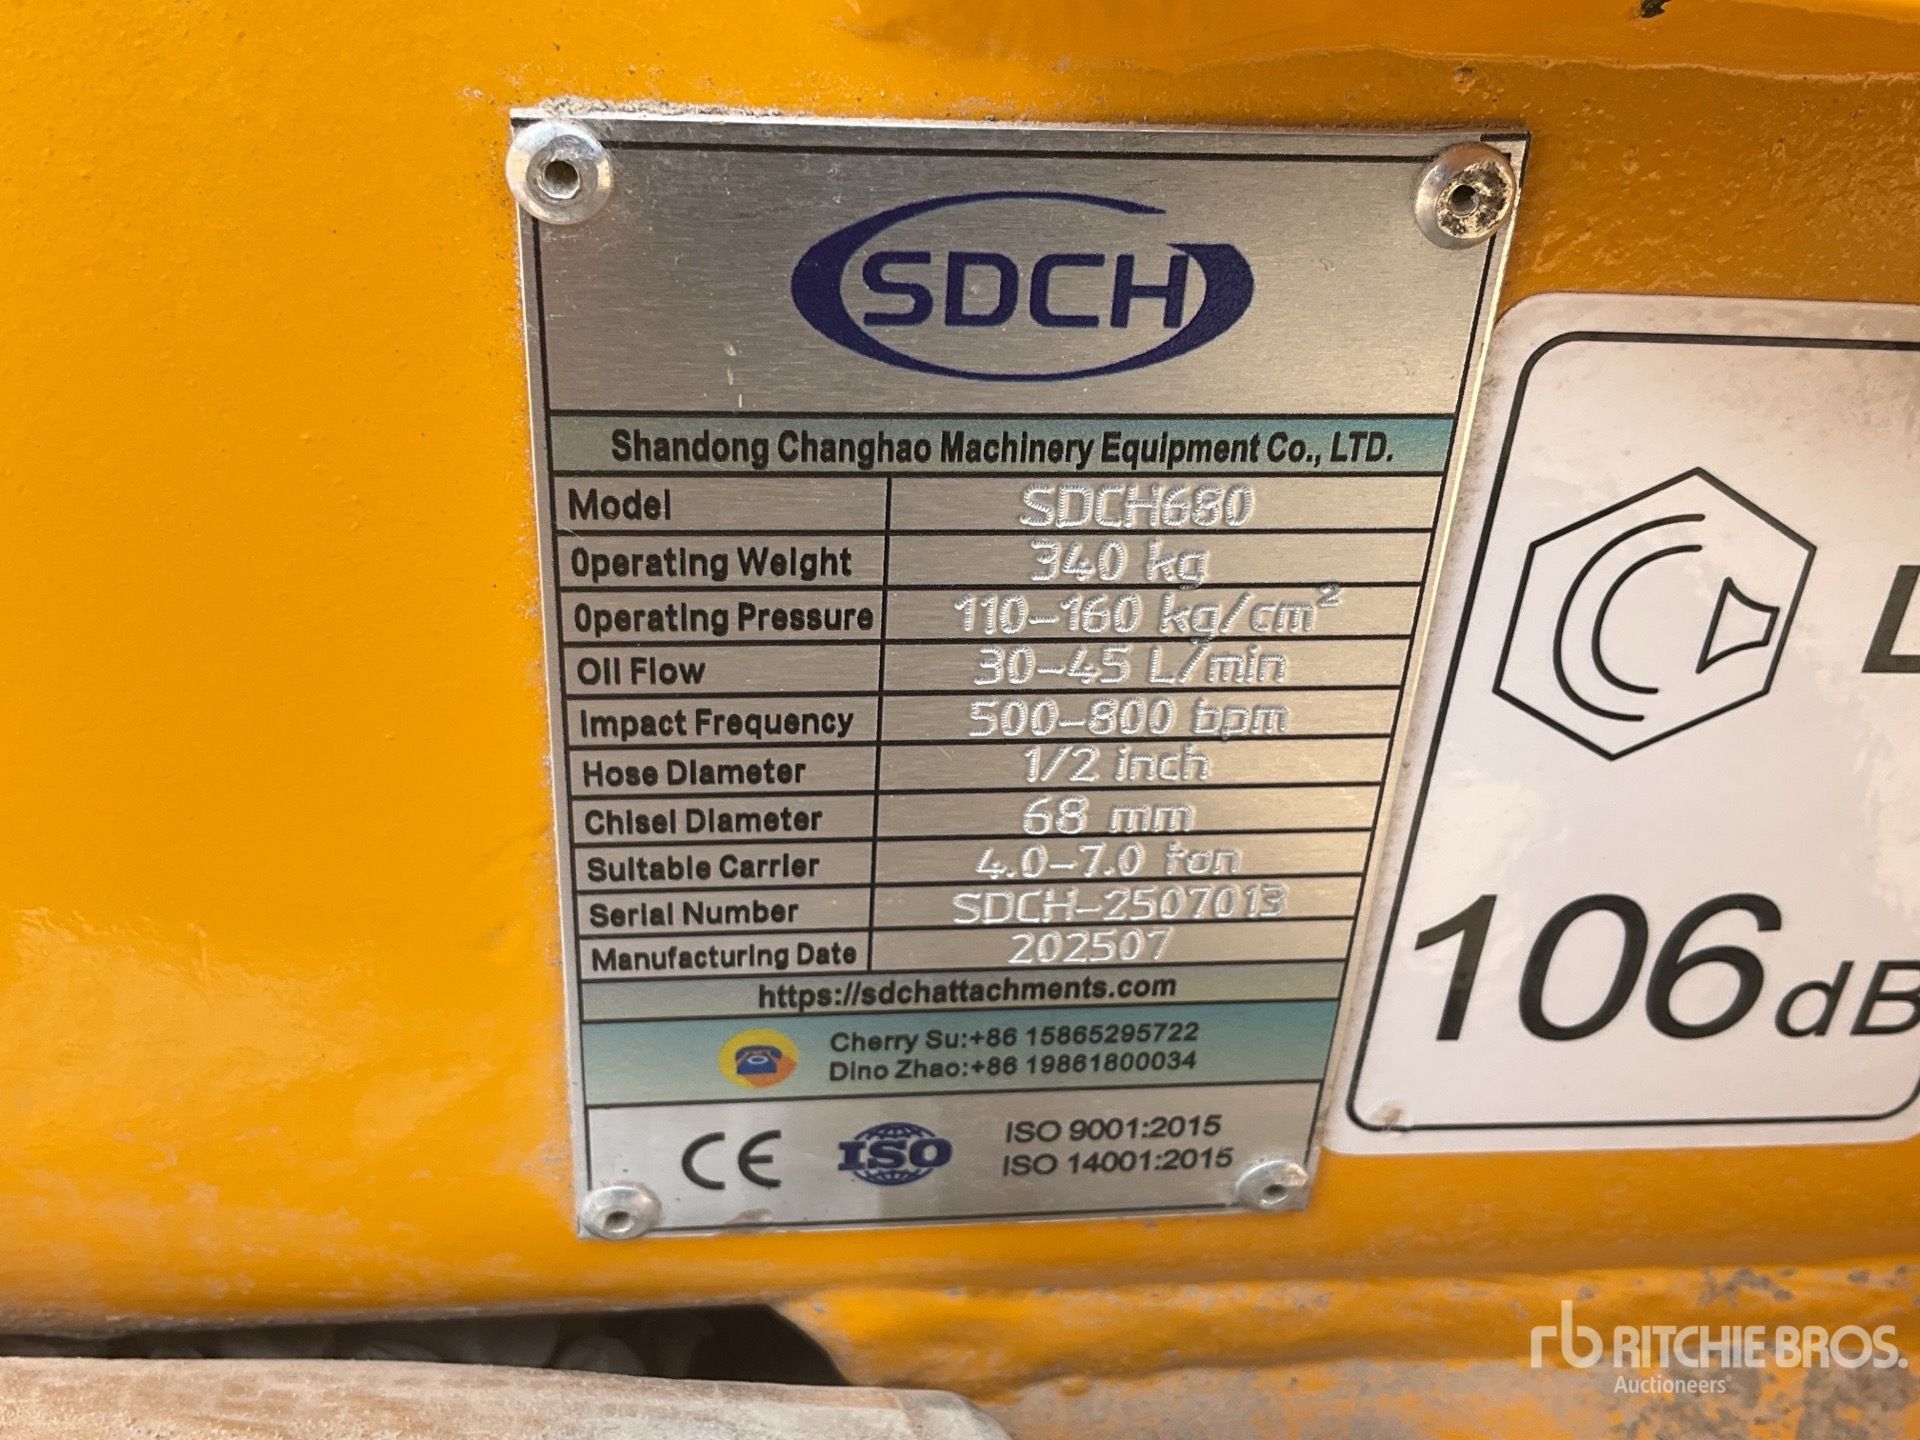 SDCH
Shandong Changhao Machinery Equipment Co., LTD.
Model SDCH680
Operating Weight 340 kg
Operating Pressure 110-160 kg/cm²
Oil Flow 30-45 L/min
Impact Frequency 500-800 bpm
Hose Diameter 1/2 inch
Chisel Diameter 68 mm
Suitable Carrier 4.0-7.0 ton
Serial Number SDCH-2507013
Manufacturing Date 202507
https://sdchattachments.com
Cherry Su:+86 15865295722
Dino Zhao:+86 19861800034
CE ISO ISO 9001:2015
ISO 14001:2015
L
106 dB
rb RITCHIE BROS.
Auctioneers